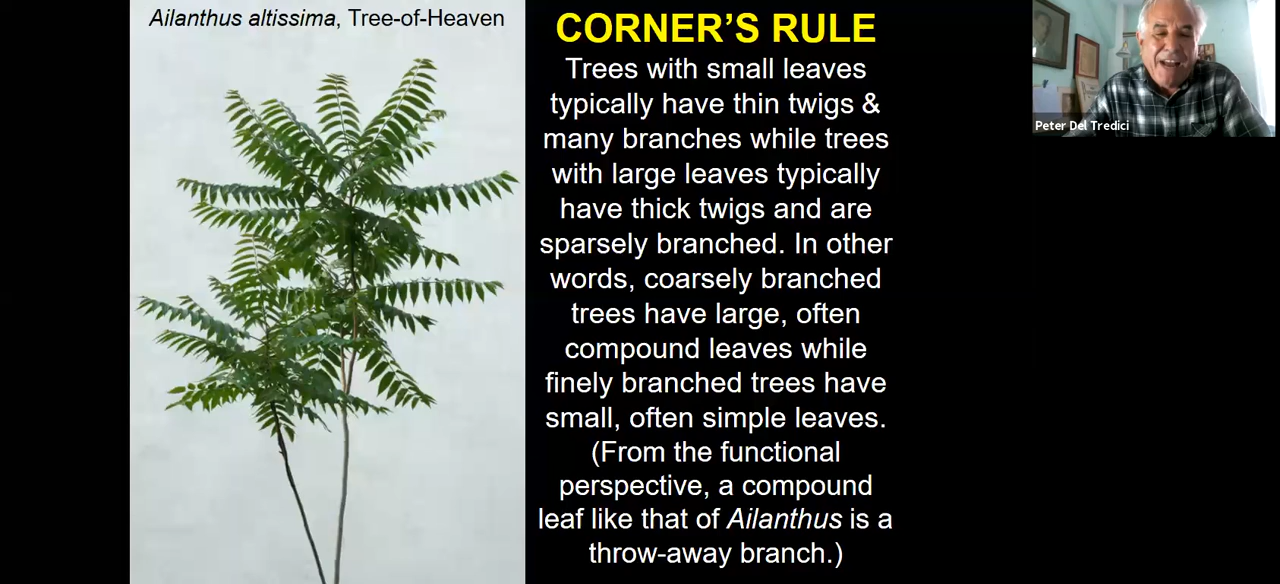 Ailanthus altissima, Tree-of-Heaven
CORNER'S RULE
Trees with small leaves
typically have thin twigs &
many branches while trees
with large leaves typically
have thick twigs and are
sparsely branched. In other
words, coarsely branched
trees have large, often
compound leaves while
finely branched trees have
small, often simple leaves.
(From the functional
perspective, a compound
leaf like that of Ailanthus is a
throw-away branch.)
Peter Del Tredici